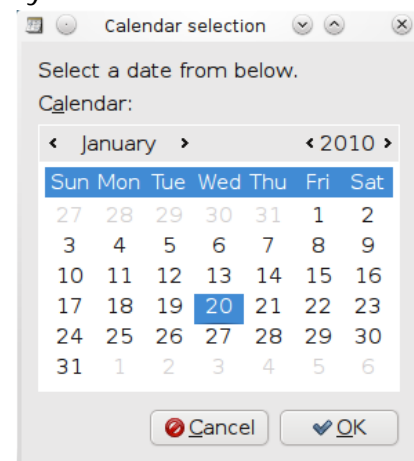 Calendar selection
Select a date from below.
Calendar:
January 2010
Sun Mon Tue Wed Thu Fri Sat
27 28 29 30 31 1 2
3 4 5 6 7 8 9
10 11 12 13 14 15 16
17 18 19 20 21 22 23
24 25 26 27 28 29 30
31 1 2 3 4 5 6
Cancel OK